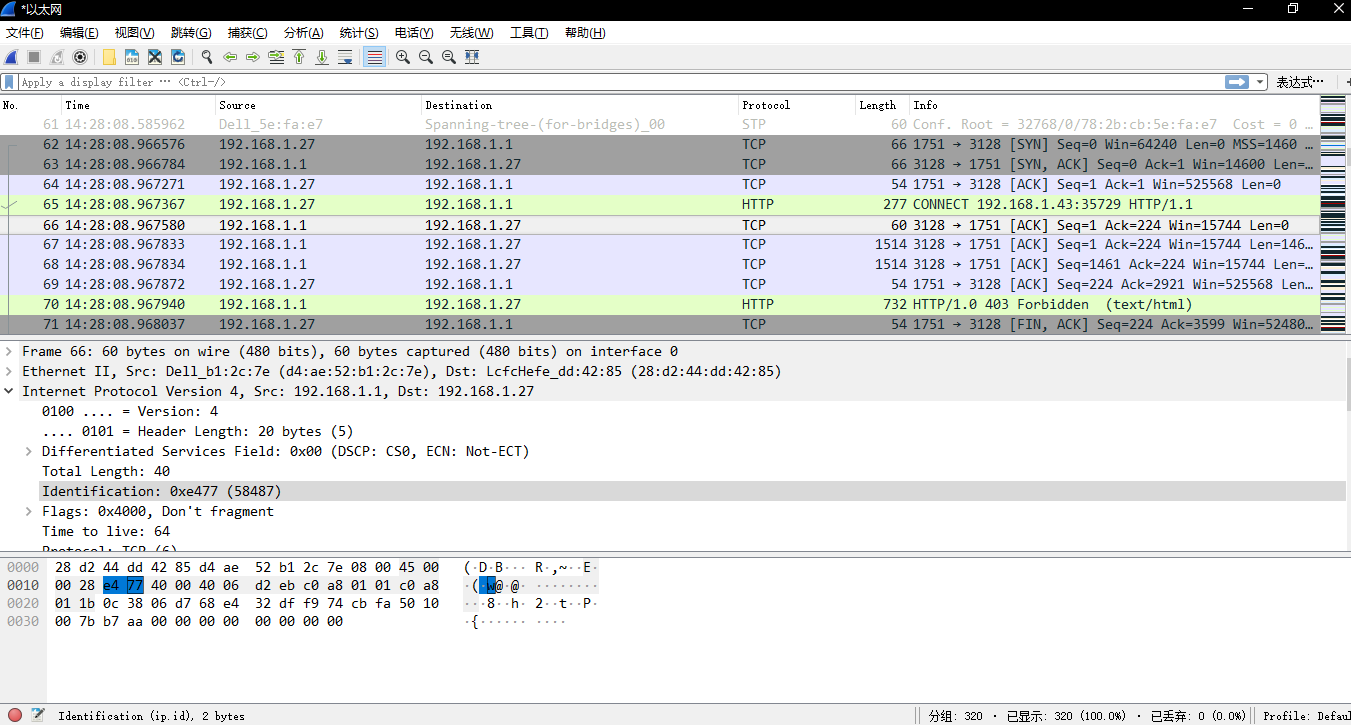 *以太网
文件(F) 编辑(E) 视图(V) 跳转(G) 捕获(C) 分析(A) 统计(S) 电话(Y) 无线(W) 工具(T) 帮助(H)
Apply a display filter ⋯ <Ctrl-/> 表达式⋯ +
No. Time Source Destination Protocol Length Info
61 14:28:08.585962 Dell_5e:fa:e7 Spanning-tree-(for-bridges)_00 STP 60 Conf. Root = 32768/0/78:2b:cb:5e:fa:e7 Cost = 0 …
62 14:28:08.966576 192.168.1.27 192.168.1.1 TCP 66 1751 → 3128 [SYN] Seq=0 Win=64240 Len=0 MSS=1460 …
63 14:28:08.966784 192.168.1.1 192.168.1.27 TCP 66 3128 → 1751 [SYN, ACK] Seq=0 Ack=1 Win=14600 Len=…
64 14:28:08.967271 192.168.1.27 192.168.1.1 TCP 54 1751 → 3128 [ACK] Seq=1 Ack=1 Win=525568 Len=0
65 14:28:08.967367 192.168.1.27 192.168.1.1 HTTP 277 CONNECT 192.168.1.43:35729 HTTP/1.1
66 14:28:08.967580 192.168.1.1 192.168.1.27 TCP 60 3128 → 1751 [ACK] Seq=1 Ack=224 Win=15744 Len=0
67 14:28:08.967833 192.168.1.1 192.168.1.27 TCP 1514 3128 → 1751 [ACK] Seq=1 Ack=224 Win=15744 Len=146…
68 14:28:08.967834 192.168.1.1 192.168.1.27 TCP 1514 3128 → 1751 [ACK] Seq=1461 Ack=224 Win=15744 Len=…
69 14:28:08.967872 192.168.1.27 192.168.1.1 TCP 54 1751 → 3128 [ACK] Seq=224 Ack=2921 Win=525568 Len…
70 14:28:08.967940 192.168.1.1 192.168.1.27 HTTP 732 HTTP/1.0 403 Forbidden (text/html)
71 14:28:08.968037 192.168.1.27 192.168.1.1 TCP 54 1751 → 3128 [FIN, ACK] Seq=224 Ack=3599 Win=52480…
Frame 66: 60 bytes on wire (480 bits), 60 bytes captured (480 bits) on interface 0
Ethernet II, Src: Dell_b1:2c:7e (d4:ae:52:b1:2c:7e), Dst: LcfcHefe_dd:42:85 (28:d2:44:dd:42:85)
Internet Protocol Version 4, Src: 192.168.1.1, Dst: 192.168.1.27
0100 .... = Version: 4
.... 0101 = Header Length: 20 bytes (5)
Differentiated Services Field: 0x00 (DSCP: CS0, ECN: Not-ECT)
Total Length: 40
Identification: 0xe477 (58487)
Flags: 0x4000, Don't fragment
Time to live: 64
Protocol: TCP (6)
0000 28 d2 44 dd 42 85 d4 ae 52 b1 2c 7e 08 00 45 00 (·D·B··· R·,~··E·
0010 00 28 e4 77 40 00 40 06 d2 eb c0 a8 01 01 c0 a8 ·(·w@·@· ········
0020 01 1b 0c 38 06 d7 68 e4 32 df f9 74 cb fa 50 10 ···8··h· 2··t··P·
0030 00 7b b7 aa 00 00 00 00 00 00 00 00 ·{······ ····
Identification (ip.id), 2 bytes 分组: 320 · 已显示: 320 (100.0%) · 已丢弃: 0 (0.0%) Profile: Defau